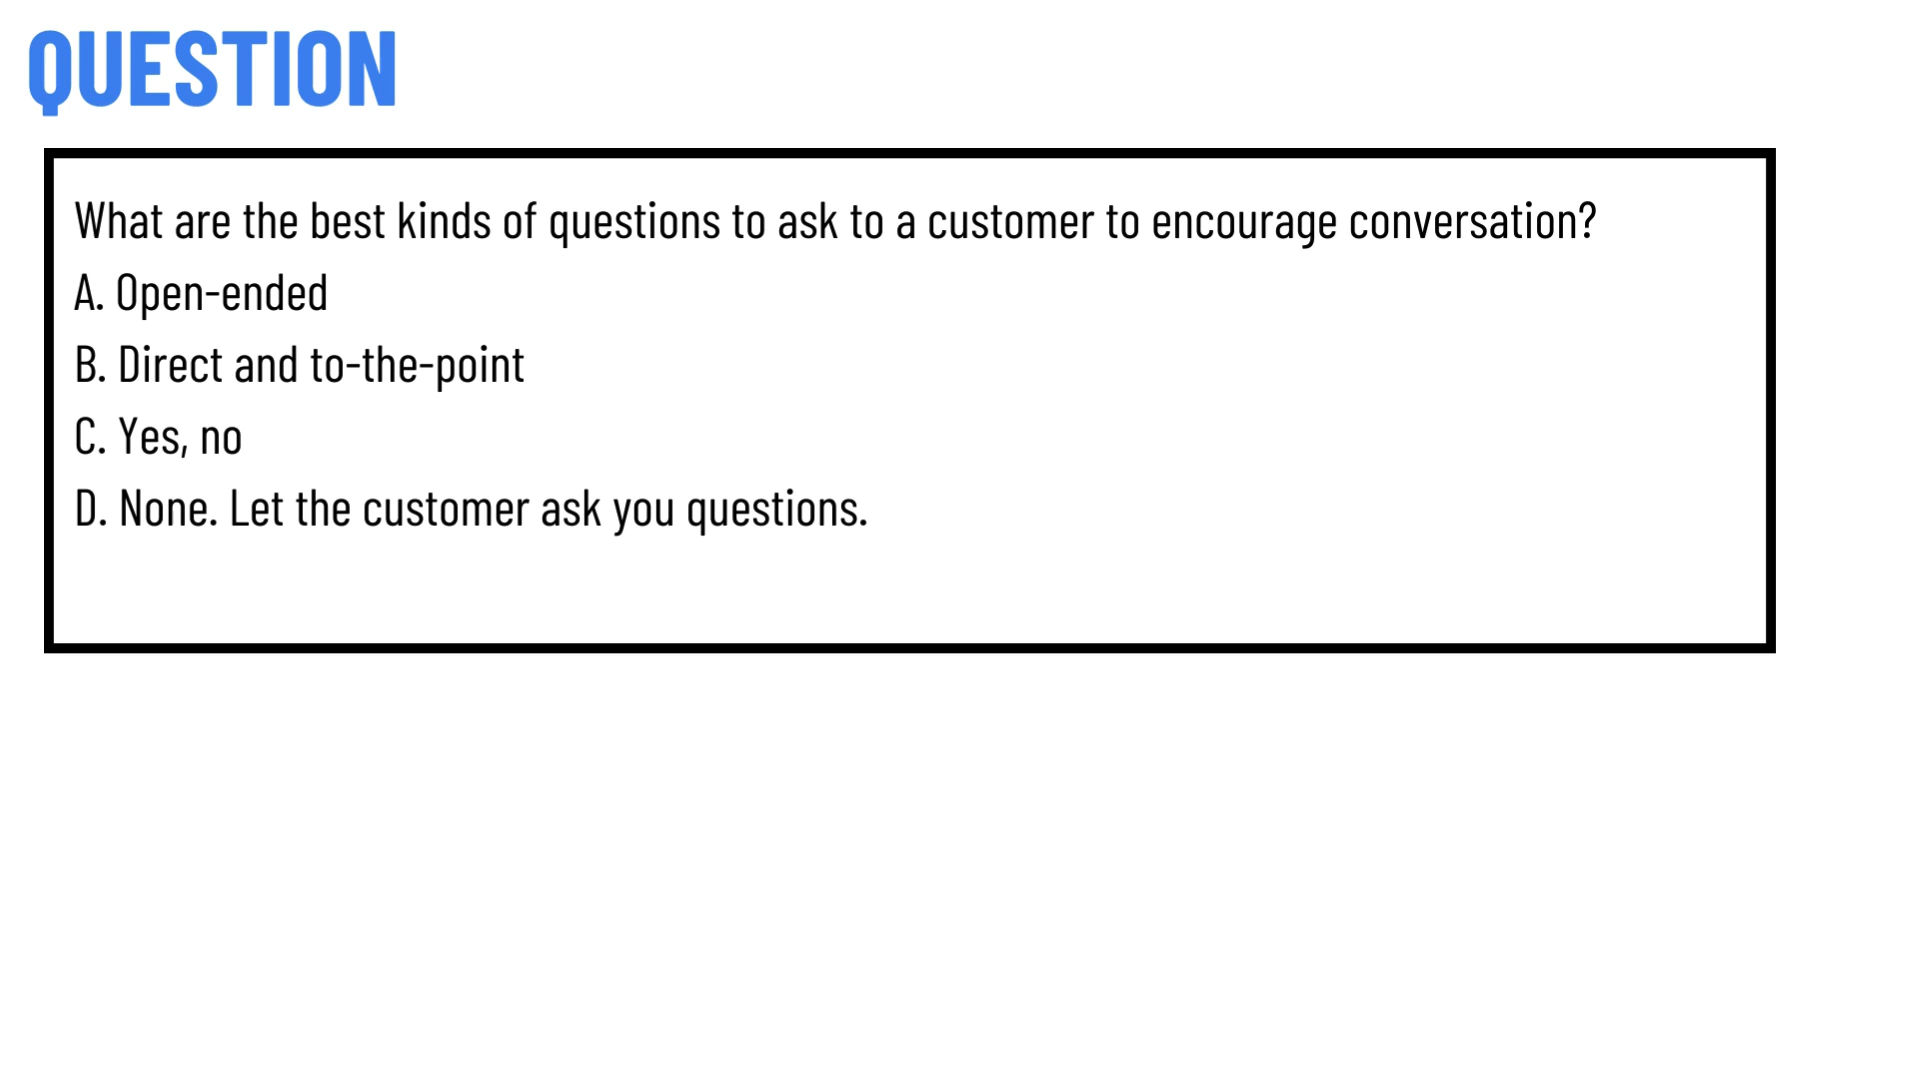 QUESTION
What are the best kinds of questions to ask to a customer to encourage conversation?
A. Open-ended
B. Direct and to-the-point
C. Yes, no
D. None. Let the customer ask you questions.